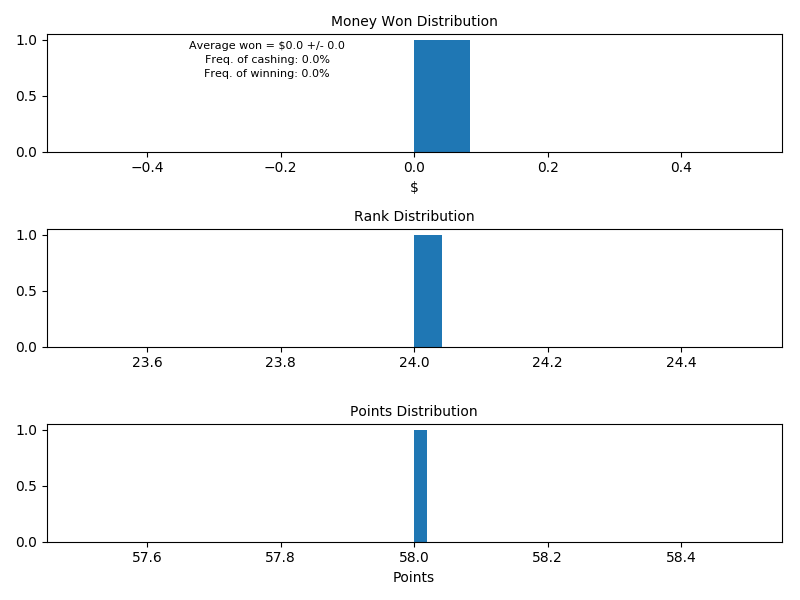 Money Won Distribution
1.0
Average won = $0.0 +/- 0.0
Freq. of cashing: 0.0%
Freq. of winning: 0.0%
0.5
0.0
−0.4 −0.2 0.0 0.2 0.4
$
Rank Distribution
1.0
0.5
0.0
23.6 23.8 24.0 24.2 24.4
Points Distribution
1.0
0.5
0.0
57.6 57.8 58.0 58.2 58.4
Points